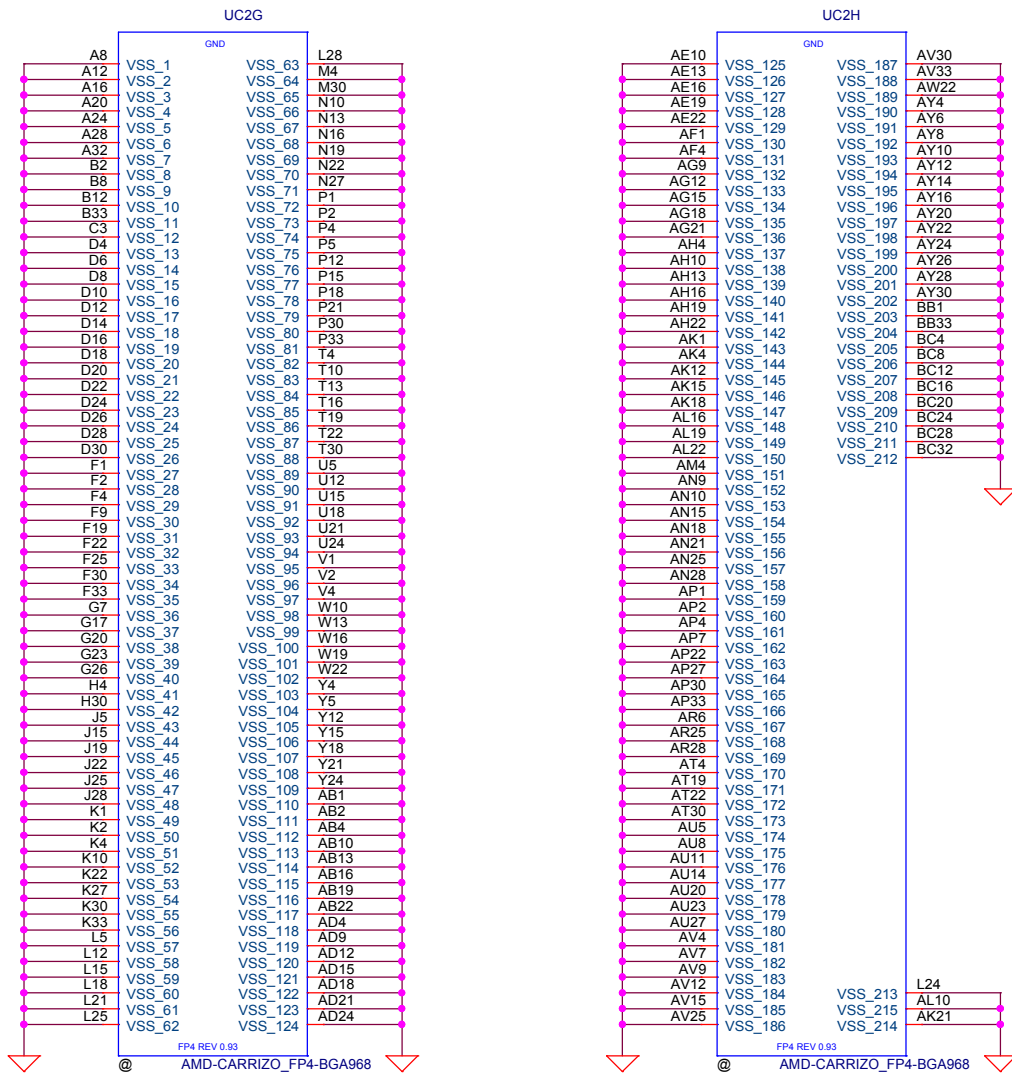 UC2G
GND
A8 VSS_1 VSS_63 L28
A12 VSS_2 VSS_64 M4
A16 VSS_3 VSS_65 M30
A20 VSS_4 VSS_66 N10
A24 VSS_5 VSS_67 N13
A28 VSS_6 VSS_68 N16
A32 VSS_7 VSS_69 N19
B2 VSS_8 VSS_70 N22
B8 VSS_9 VSS_71 N27
B12 VSS_10 VSS_72 P1
B33 VSS_11 VSS_73 P2
C3 VSS_12 VSS_74 P4
D4 VSS_13 VSS_75 P5
D6 VSS_14 VSS_76 P12
D8 VSS_15 VSS_77 P15
D10 VSS_16 VSS_78 P18
D12 VSS_17 VSS_79 P21
D14 VSS_18 VSS_80 P30
D16 VSS_19 VSS_81 P33
D18 VSS_20 VSS_82 T4
D20 VSS_21 VSS_83 T10
D22 VSS_22 VSS_84 T13
D24 VSS_23 VSS_85 T16
D26 VSS_24 VSS_86 T19
D28 VSS_25 VSS_87 T22
D30 VSS_26 VSS_88 T30
F1 VSS_27 VSS_89 U5
F2 VSS_28 VSS_90 U12
F4 VSS_29 VSS_91 U15
F9 VSS_30 VSS_92 U18
F19 VSS_31 VSS_93 U21
F22 VSS_32 VSS_94 U24
F25 VSS_33 VSS_95 V1
F30 VSS_34 VSS_96 V2
F33 VSS_35 VSS_97 V4
G7 VSS_36 VSS_98 W10
G17 VSS_37 VSS_99 W13
G20 VSS_38 VSS_100 W16
G23 VSS_39 VSS_101 W19
G26 VSS_40 VSS_102 W22
H4 VSS_41 VSS_103 Y4
H30 VSS_42 VSS_104 Y5
J5 VSS_43 VSS_105 Y12
J15 VSS_44 VSS_106 Y15
J19 VSS_45 VSS_107 Y18
J22 VSS_46 VSS_108 Y21
J25 VSS_47 VSS_109 Y24
J28 VSS_48 VSS_110 AB1
K1 VSS_49 VSS_111 AB2
K2 VSS_50 VSS_112 AB4
K4 VSS_51 VSS_113 AB10
K10 VSS_52 VSS_114 AB13
K22 VSS_53 VSS_115 AB16
K27 VSS_54 VSS_116 AB19
K30 VSS_55 VSS_117 AB22
K33 VSS_56 VSS_118 AD4
L5 VSS_57 VSS_119 AD9
L12 VSS_58 VSS_120 AD12
L15 VSS_59 VSS_121 AD15
L18 VSS_60 VSS_122 AD18
L21 VSS_61 VSS_123 AD21
L25 VSS_62 VSS_124 AD24
FP4 REV 0.93
@ AMD-CARRIZO_FP4-BGA968
UC2H
GND
AE10 VSS_125 VSS_187 AV30
AE13 VSS_126 VSS_188 AV33
AE16 VSS_127 VSS_189 AW22
AE19 VSS_128 VSS_190 AY4
AE22 VSS_129 VSS_191 AY6
AF1 VSS_130 VSS_192 AY8
AF4 VSS_131 VSS_193 AY10
AG9 VSS_132 VSS_194 AY12
AG12 VSS_133 VSS_195 AY14
AG15 VSS_134 VSS_196 AY16
AG18 VSS_135 VSS_197 AY20
AG21 VSS_136 VSS_198 AY22
AH4 VSS_137 VSS_199 AY24
AH10 VSS_138 VSS_200 AY26
AH13 VSS_139 VSS_201 AY28
AH16 VSS_140 VSS_202 AY30
AH19 VSS_141 VSS_203 BB1
AH22 VSS_142 VSS_204 BB33
AK1 VSS_143 VSS_205 BC4
AK4 VSS_144 VSS_206 BC8
AK12 VSS_145 VSS_207 BC12
AK15 VSS_146 VSS_208 BC16
AK18 VSS_147 VSS_209 BC20
AL16 VSS_148 VSS_210 BC24
AL19 VSS_149 VSS_211 BC28
AL22 VSS_150 VSS_212 BC32
AM4 VSS_151
AN9 VSS_152
AN10 VSS_153
AN15 VSS_154
AN18 VSS_155
AN21 VSS_156
AN25 VSS_157
AN28 VSS_158
AP1 VSS_159
AP2 VSS_160
AP4 VSS_161
AP7 VSS_162
AP22 VSS_163
AP27 VSS_164
AP30 VSS_165
AP33 VSS_166
AR6 VSS_167
AR25 VSS_168
AR28 VSS_169
AT4 VSS_170
AT19 VSS_171
AT22 VSS_172
AT30 VSS_173
AU5 VSS_174
AU8 VSS_175
AU11 VSS_176
AU14 VSS_177
AU20 VSS_178
AU23 VSS_179
AU27 VSS_180
AV4 VSS_181
AV7 VSS_182
AV9 VSS_183
AV12 VSS_184 VSS_213 L24
AV15 VSS_185 VSS_215 AL10
AV25 VSS_186 VSS_214 AK21
FP4 REV 0.93
@ AMD-CARRIZO_FP4-BGA968